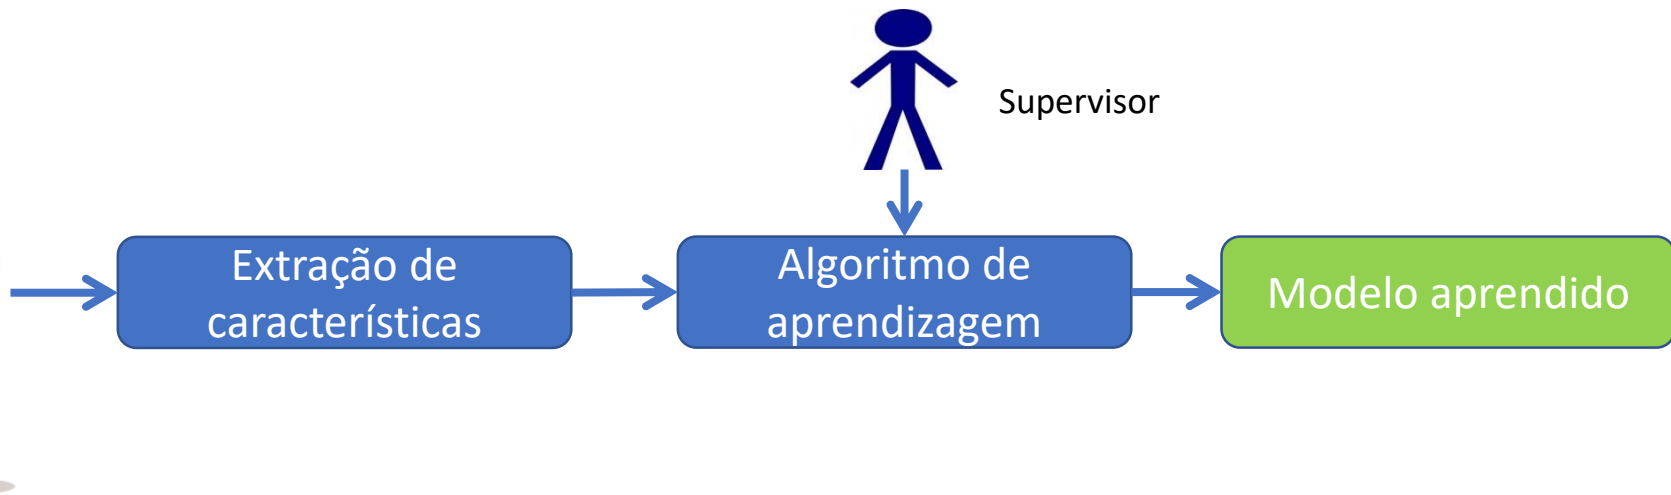 Supervisor
Extração de
características
Algoritmo de
aprendizagem
Modelo aprendido